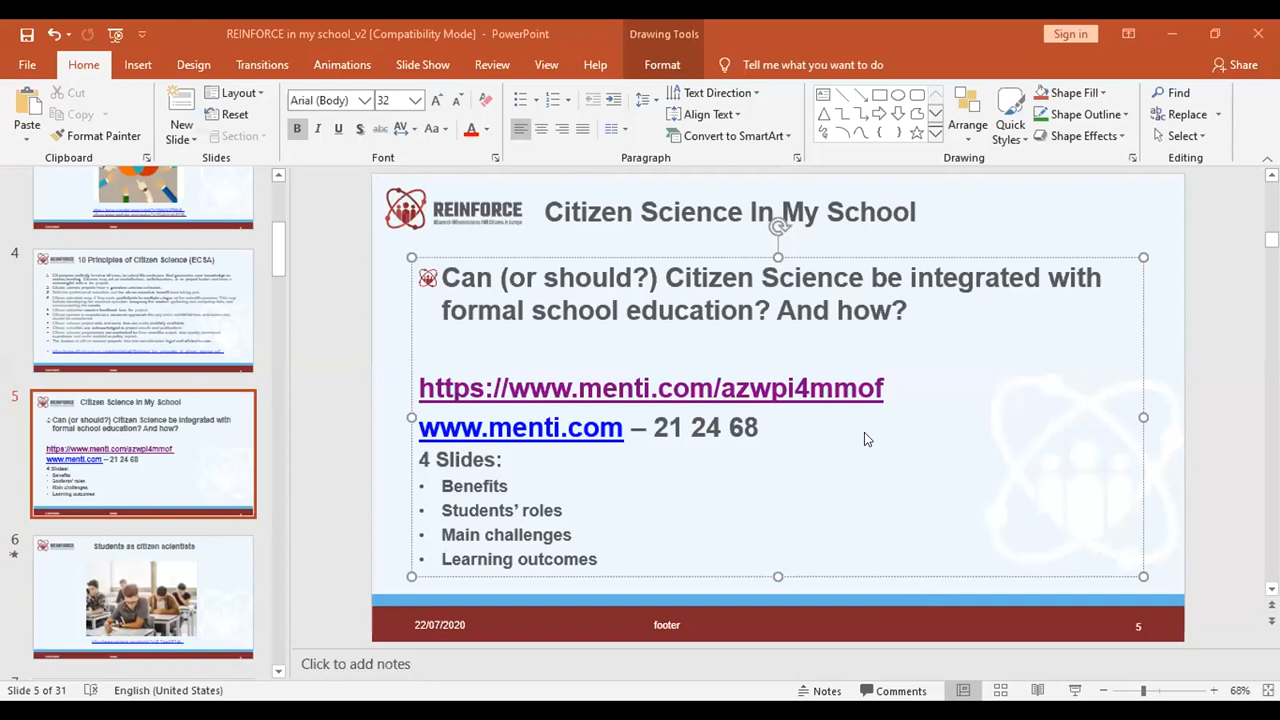 REINFORCE in my school_v2 [Compatibility Mode] - PowerPoint
Drawing Tools
Sign in
File Home Insert Design Transitions Animations Slide Show Review View Help Format Tell me what you want to do Share
Paste
Cut
Copy
Format Painter
Clipboard
New Slide
Layout
Reset
Section
Slides
Arial (Body) 32
B I U S abc AV Aa A
Font
Text Direction
Align Text
Convert to SmartArt
Paragraph
Arrange
Quick Styles
Shape Fill
Shape Outline
Shape Effects
Drawing
Find
Replace
Select
Editing
4
10 Principles of Citizen Science (ECSA)
5
Citizen Science In My School
Can (or should?) Citizen Science be integrated with
formal school education? And how?
https://www.menti.com/azwpi4mmof
www.menti.com – 21 24 68
4 Slides:
Benefits
Students' roles
Main challenges
Learning outcomes
6
Students as citizen scientists
REINFORCE
Citizen Science In My School
Can (or should?) Citizen Science be integrated with
formal school education? And how?
https://www.menti.com/azwpi4mmof
www.menti.com – 21 24 68
4 Slides:
• Benefits
• Students’ roles
• Main challenges
• Learning outcomes
22/07/2020 footer 5
Click to add notes
Slide 5 of 31 English (United States) Notes Comments 68%